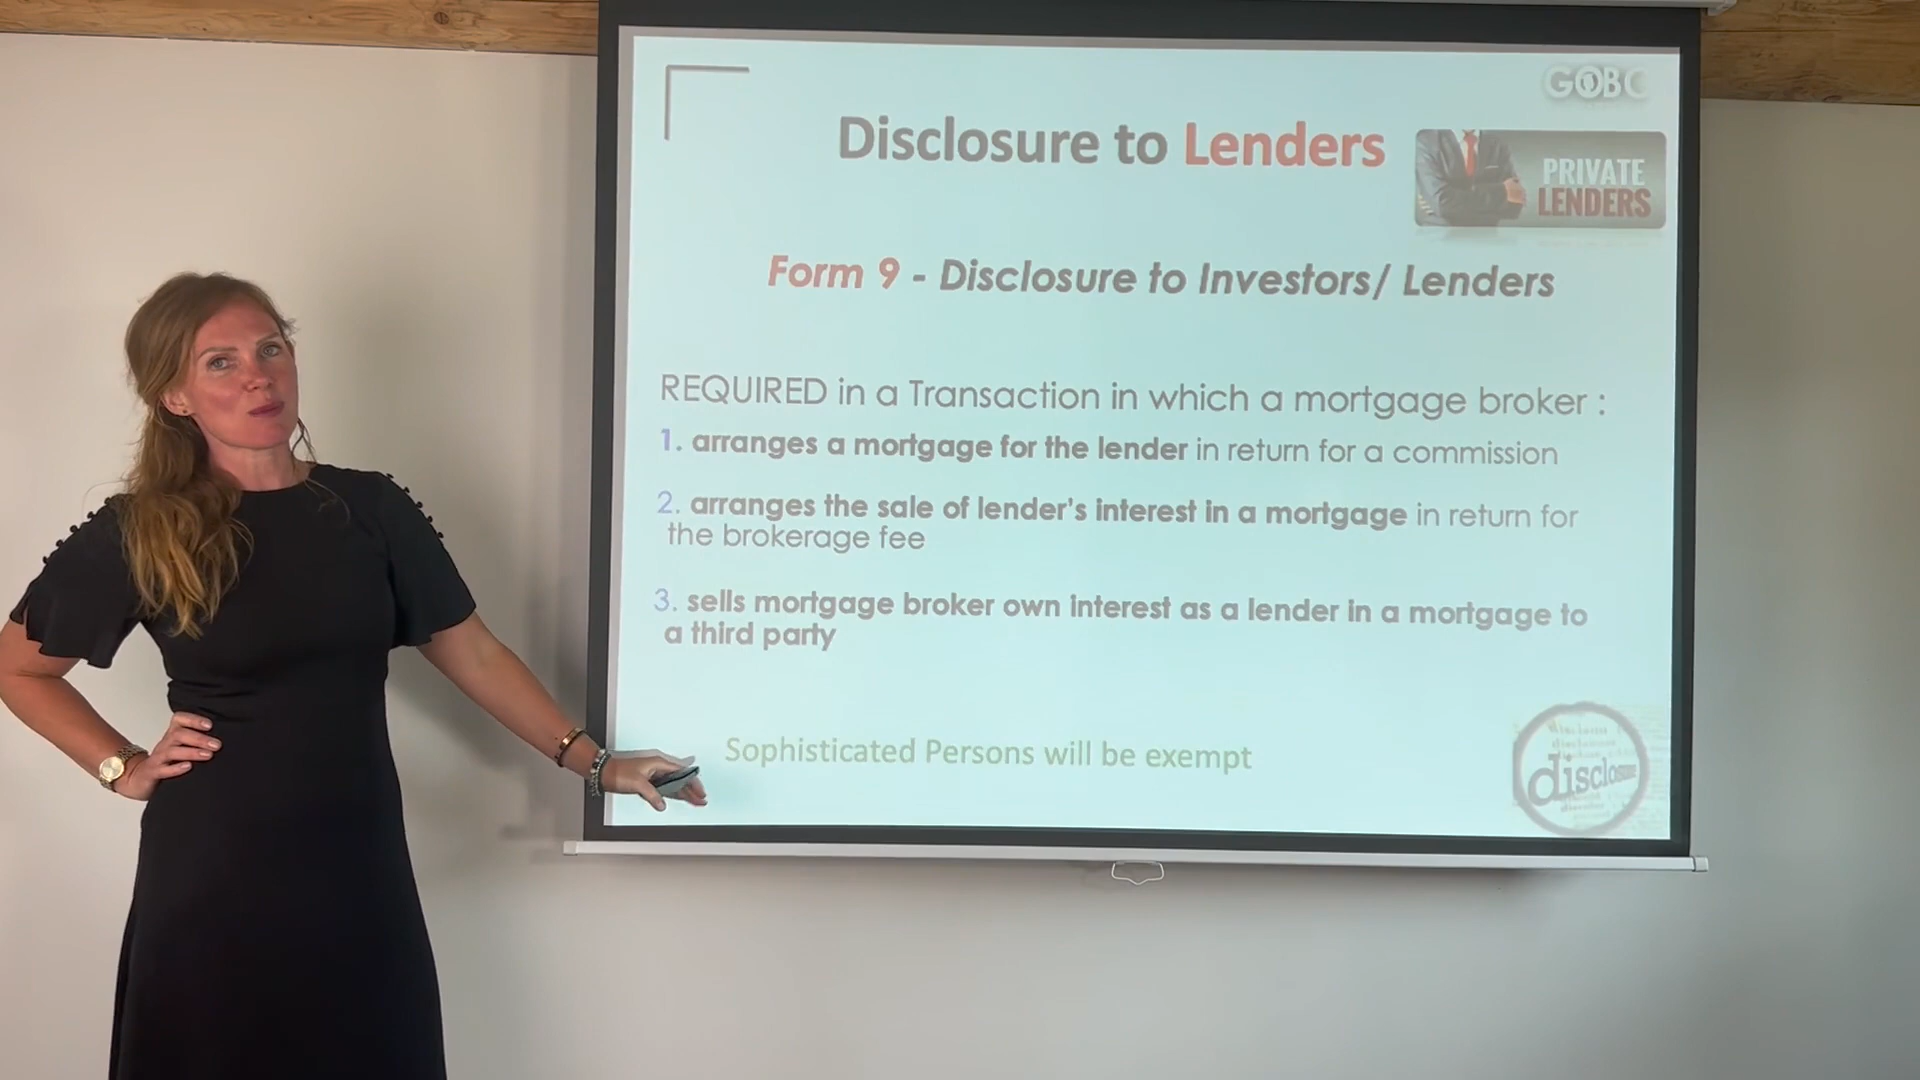 GOBC
Disclosure to Lenders
PRIVATE
LENDERS
Form 9 - Disclosure to Investors/ Lenders
REQUIRED in a Transaction in which a mortgage broker :
1. arranges a mortgage for the lender in return for a commission
2. arranges the sale of lender's interest in a mortgage in return for
the brokerage fee
3. sells mortgage broker own interest as a lender in a mortgage to
a third party
Sophisticated Persons will be exempt
disclosure